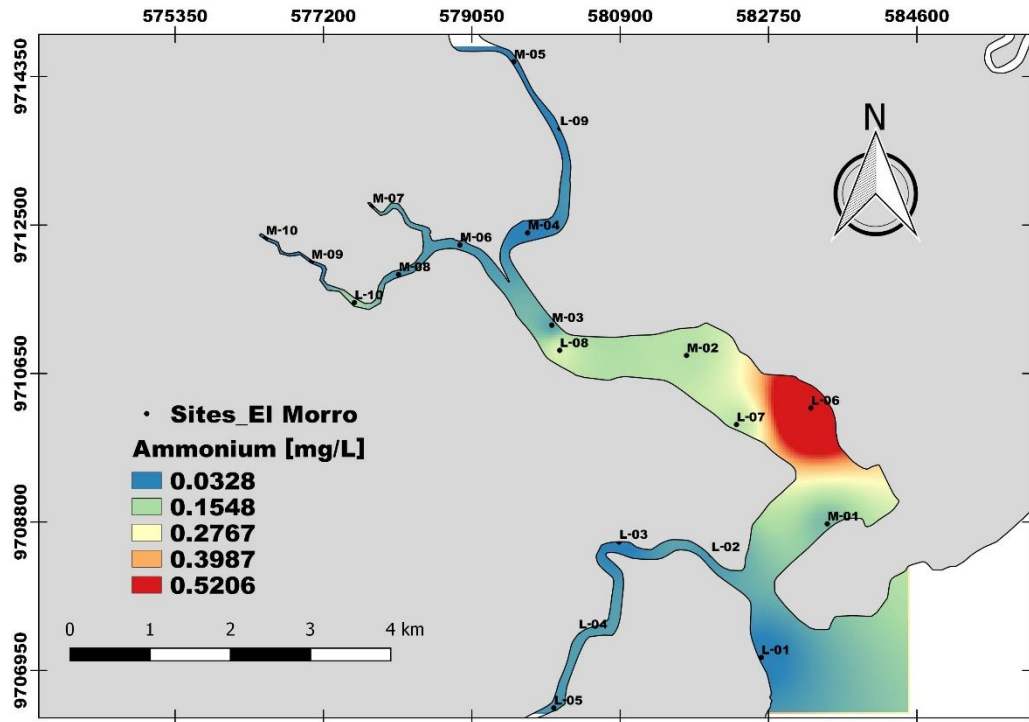 575350 577200 579050 580900 582750 584600
9714350
9712500
9710650
9708800
9706950
N
M-05
L-09
M-07
M-04
M-10
M-06
M-09
M-08
L-10
M-03
L-08
M-02
L-06
L-07
M-01
L-03
L-02
L-04
L-01
L-05
Sites_El Morro
Ammonium [mg/L]
0.0328
0.1548
0.2767
0.3987
0.5206
0 1 2 3 4 km